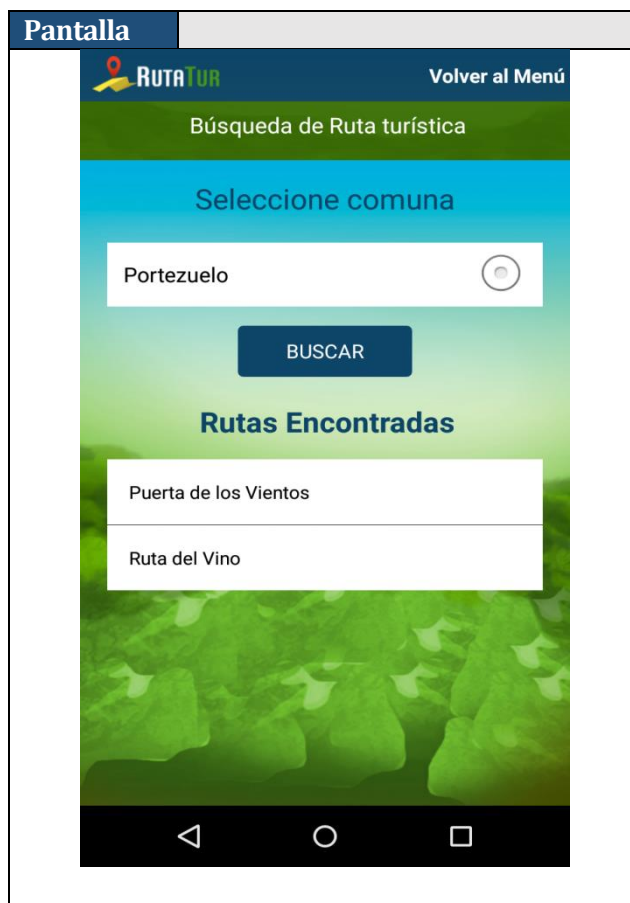 Pantalla
RUTATUR Volver al Menú
Búsqueda de Ruta turística
Seleccione comuna
Portezuelo
BUSCAR
Rutas Encontradas
Puerta de los Vientos
Ruta del Vino